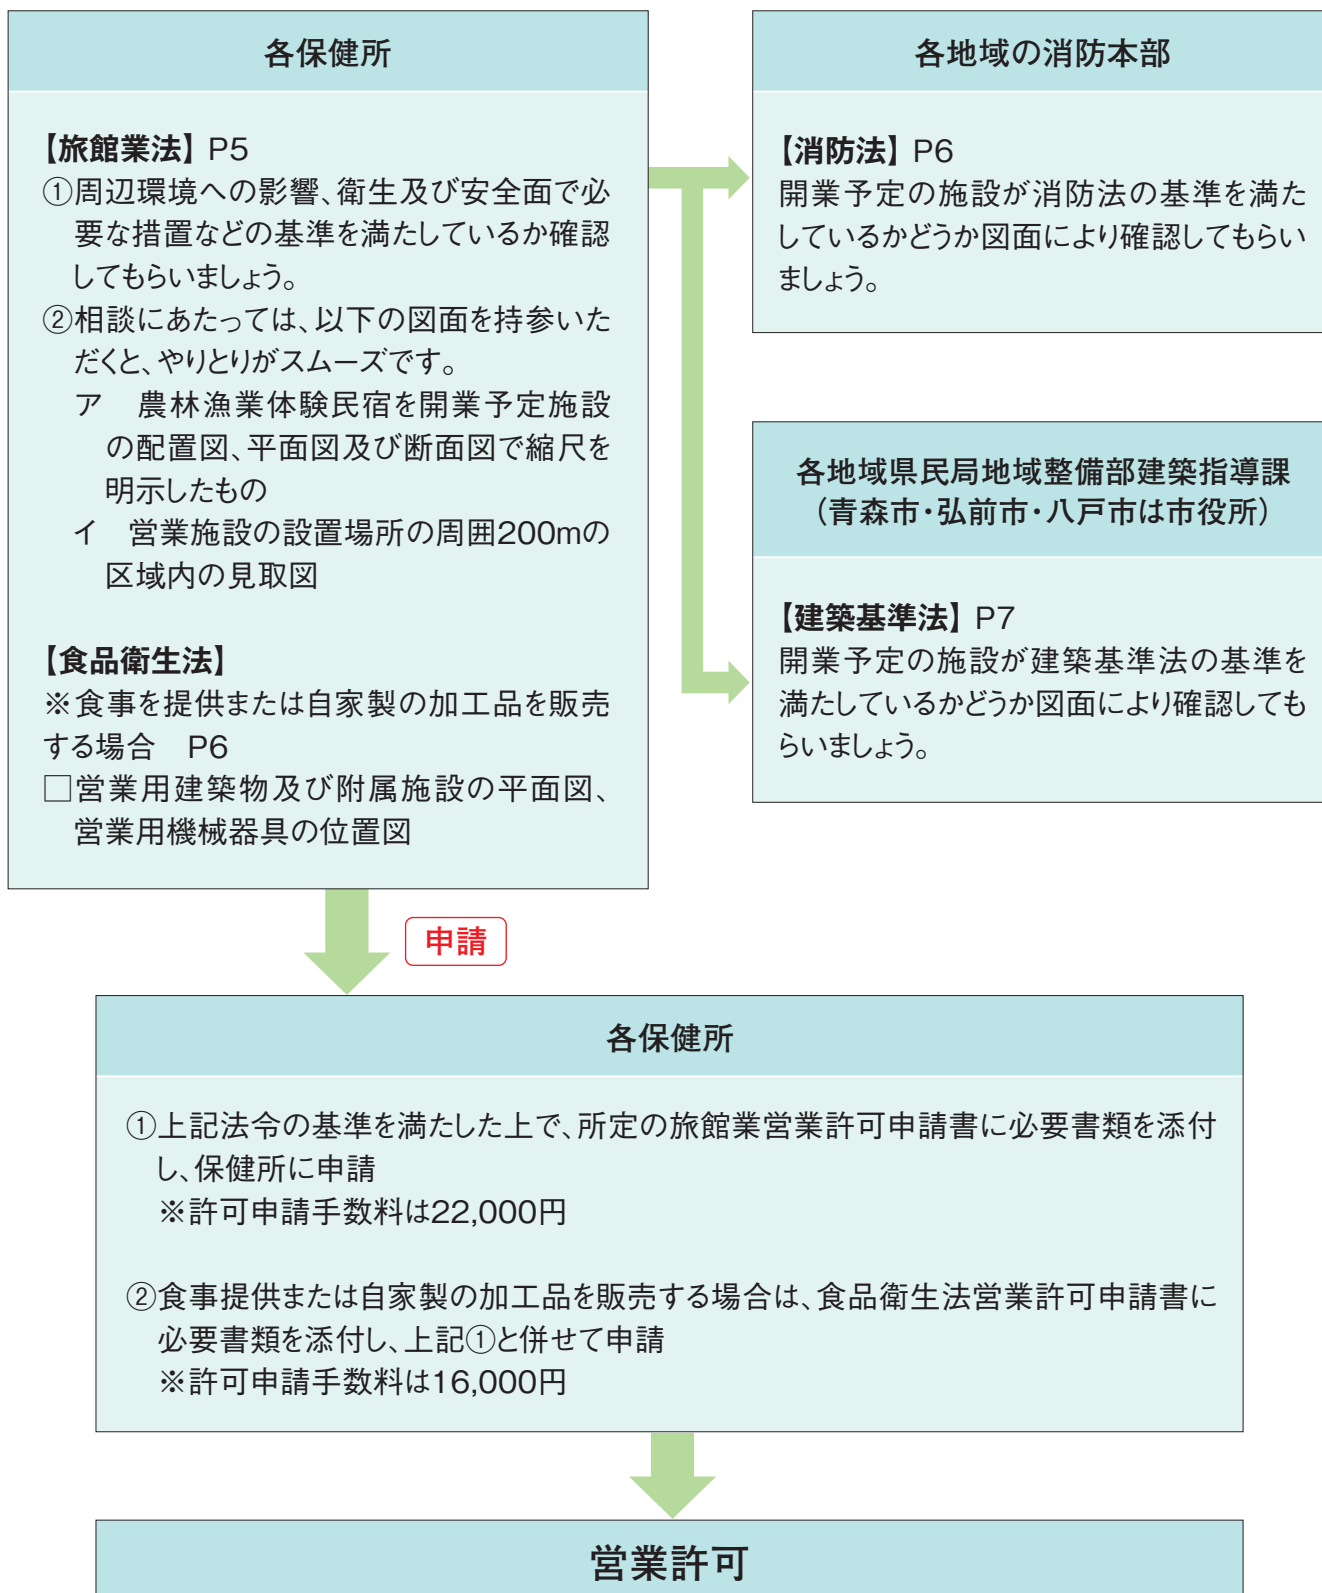 各保健所
【旅館業法】 P5
①周辺環境への影響、衛生及び安全面で必
要な措置などの基準を満たしているか確認
してもらいましょう。
②相談にあたっては、以下の図面を持参いた
だくと、やりとりがスムーズです。
ア　農林漁業体験民宿を開業予定施設
の配置図、平面図及び断面図で縮尺を
明示したもの
イ　営業施設の設置場所の周囲200mの
区域内の見取図
【食品衛生法】
※食事を提供または自家製の加工品を販売
する場合　P6
□営業用建築物及び附属施設の平面図、
営業用機械器具の位置図
各地域の消防本部
【消防法】 P6
開業予定の施設が消防法の基準を満た
しているかどうか図面により確認してもらい
ましょう。
各地域県民局地域整備部建築指導課
（青森市・弘前市・八戸市は市役所）
【建築基準法】 P7
開業予定の施設が建築基準法の基準を
満たしているかどうか図面により確認しても
らいましょう。
申請
各保健所
①上記法令の基準を満たした上で、所定の旅館業営業許可申請書に必要書類を添付
し、保健所に申請
※許可申請手数料は22,000円
②食事提供または自家製の加工品を販売する場合は、食品衛生法営業許可申請書に
必要書類を添付し、上記①と併せて申請
※許可申請手数料は16,000円
営業許可